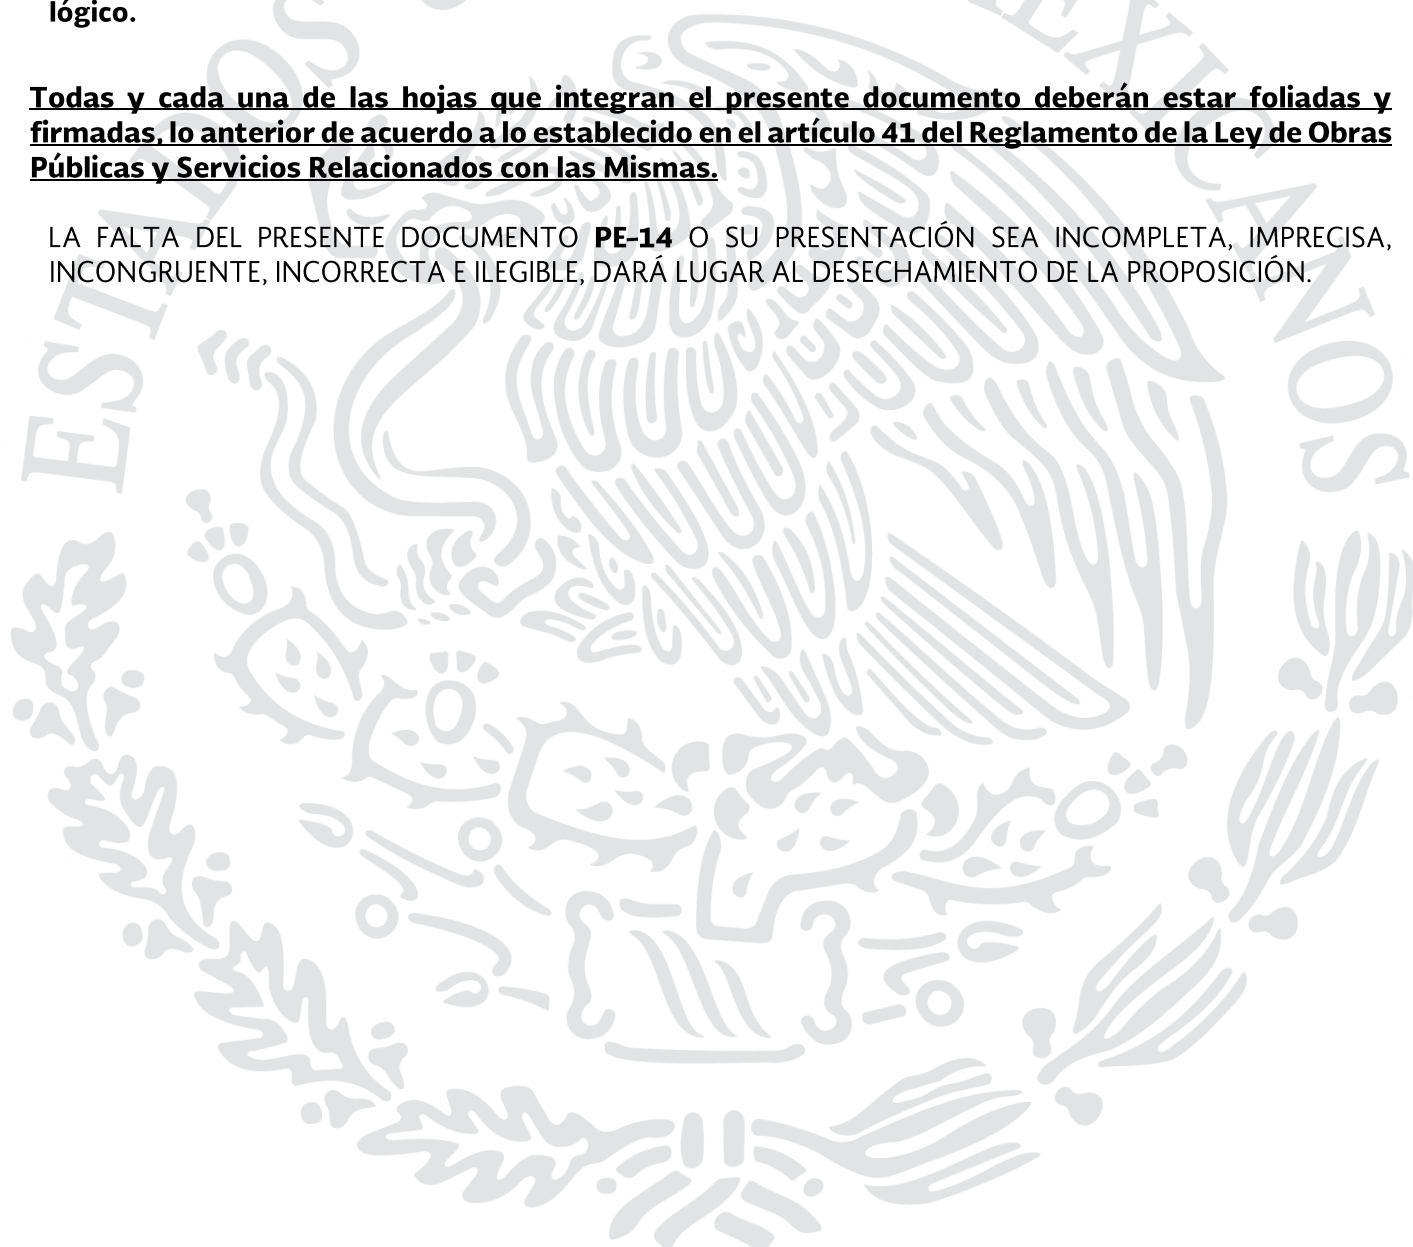 lógico.
Todas y cada una de las hojas que integran el presente documento deberán estar foliadas y
firmadas, lo anterior de acuerdo a lo establecido en el artículo 41 del Reglamento de la Ley de Obras
Públicas y Servicios Relacionados con las Mismas.
LA FALTA DEL PRESENTE DOCUMENTO PE-14 O SU PRESENTACIÓN SEA INCOMPLETA, IMPRECISA,
INCONGRUENTE, INCORRECTA E ILEGIBLE, DARÁ LUGAR AL DESECHAMIENTO DE LA PROPOSICIÓN.
ESTADOS
MEXICANOS